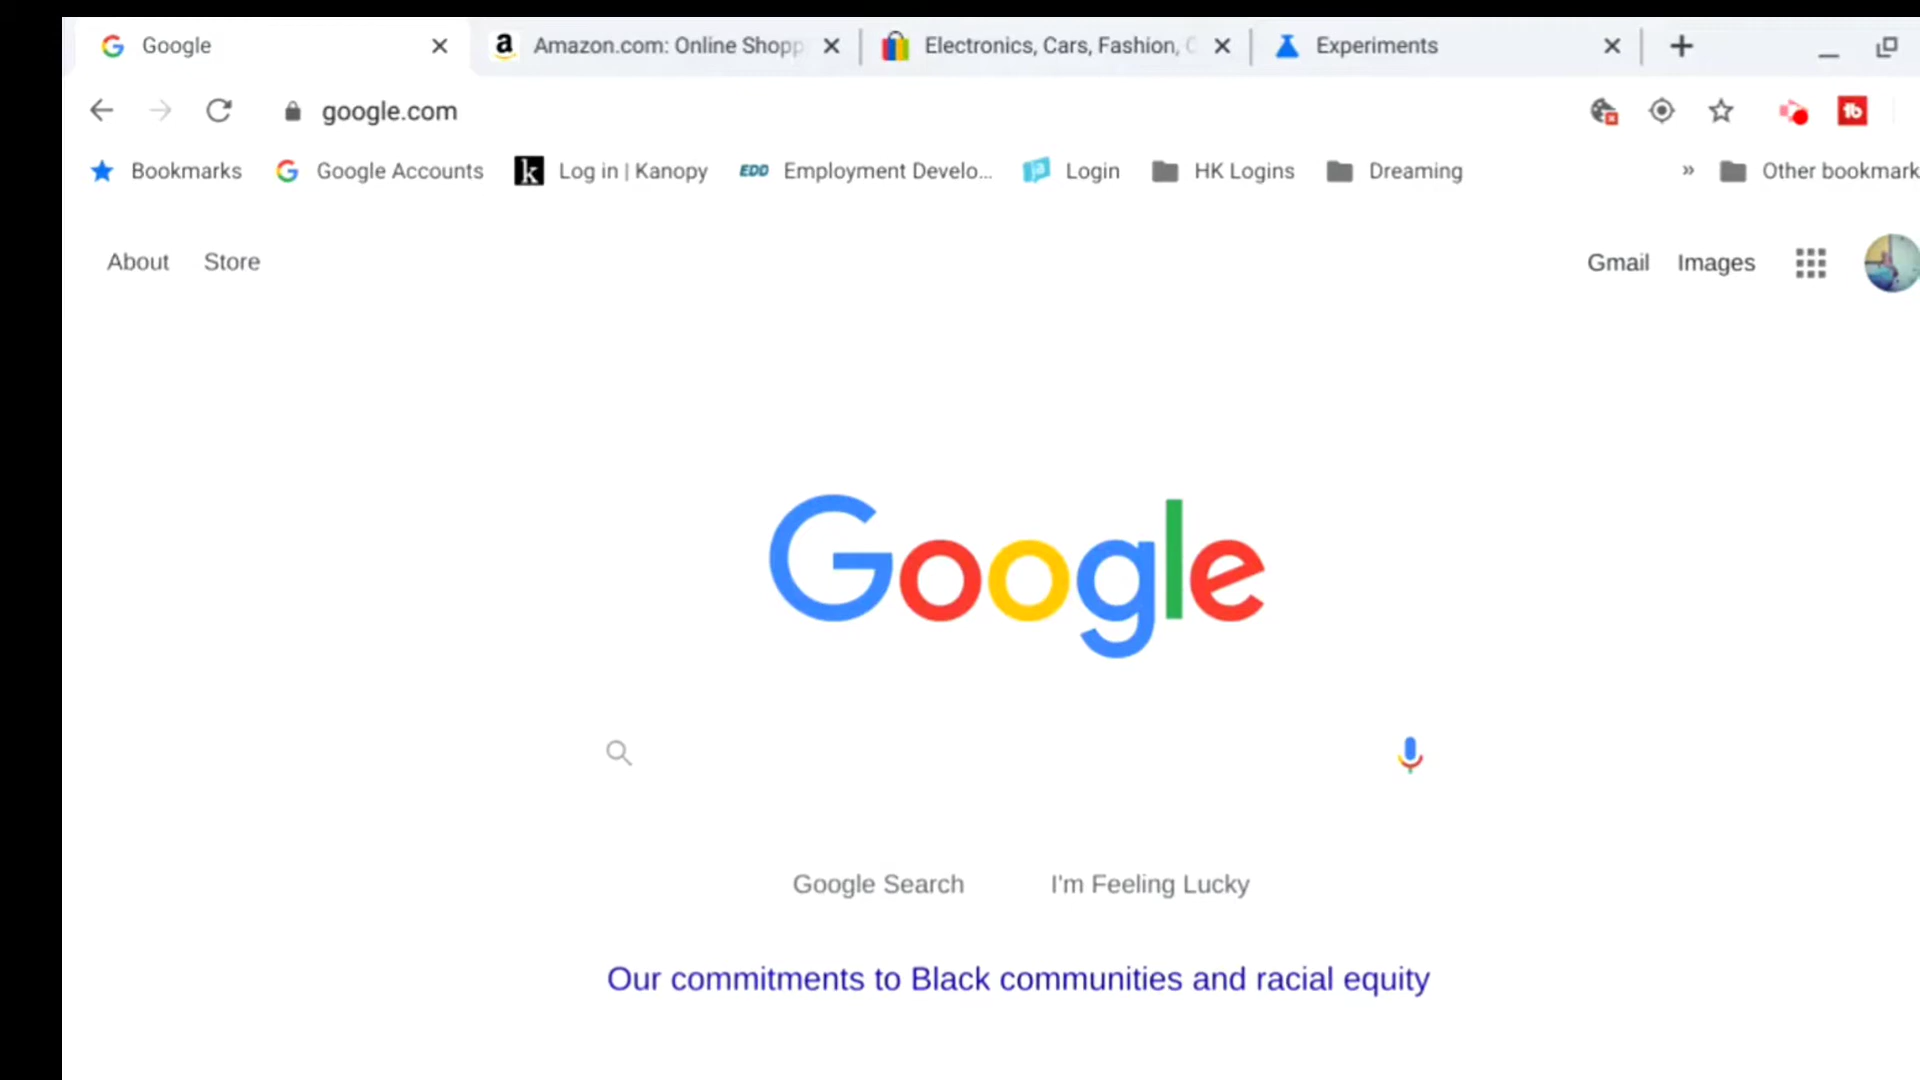 Google
Amazon.com: Online Shopp
Electronics, Cars, Fashion,
Experiments
google.com
Bookmarks
Google Accounts
k
Log in | Kanopy
EDD
Employment Develo...
Login
HK Logins
Dreaming
»
Other bookmark
About
Store
Gmail
Images
Google
Google Search
I'm Feeling Lucky
Our commitments to Black communities and racial equity